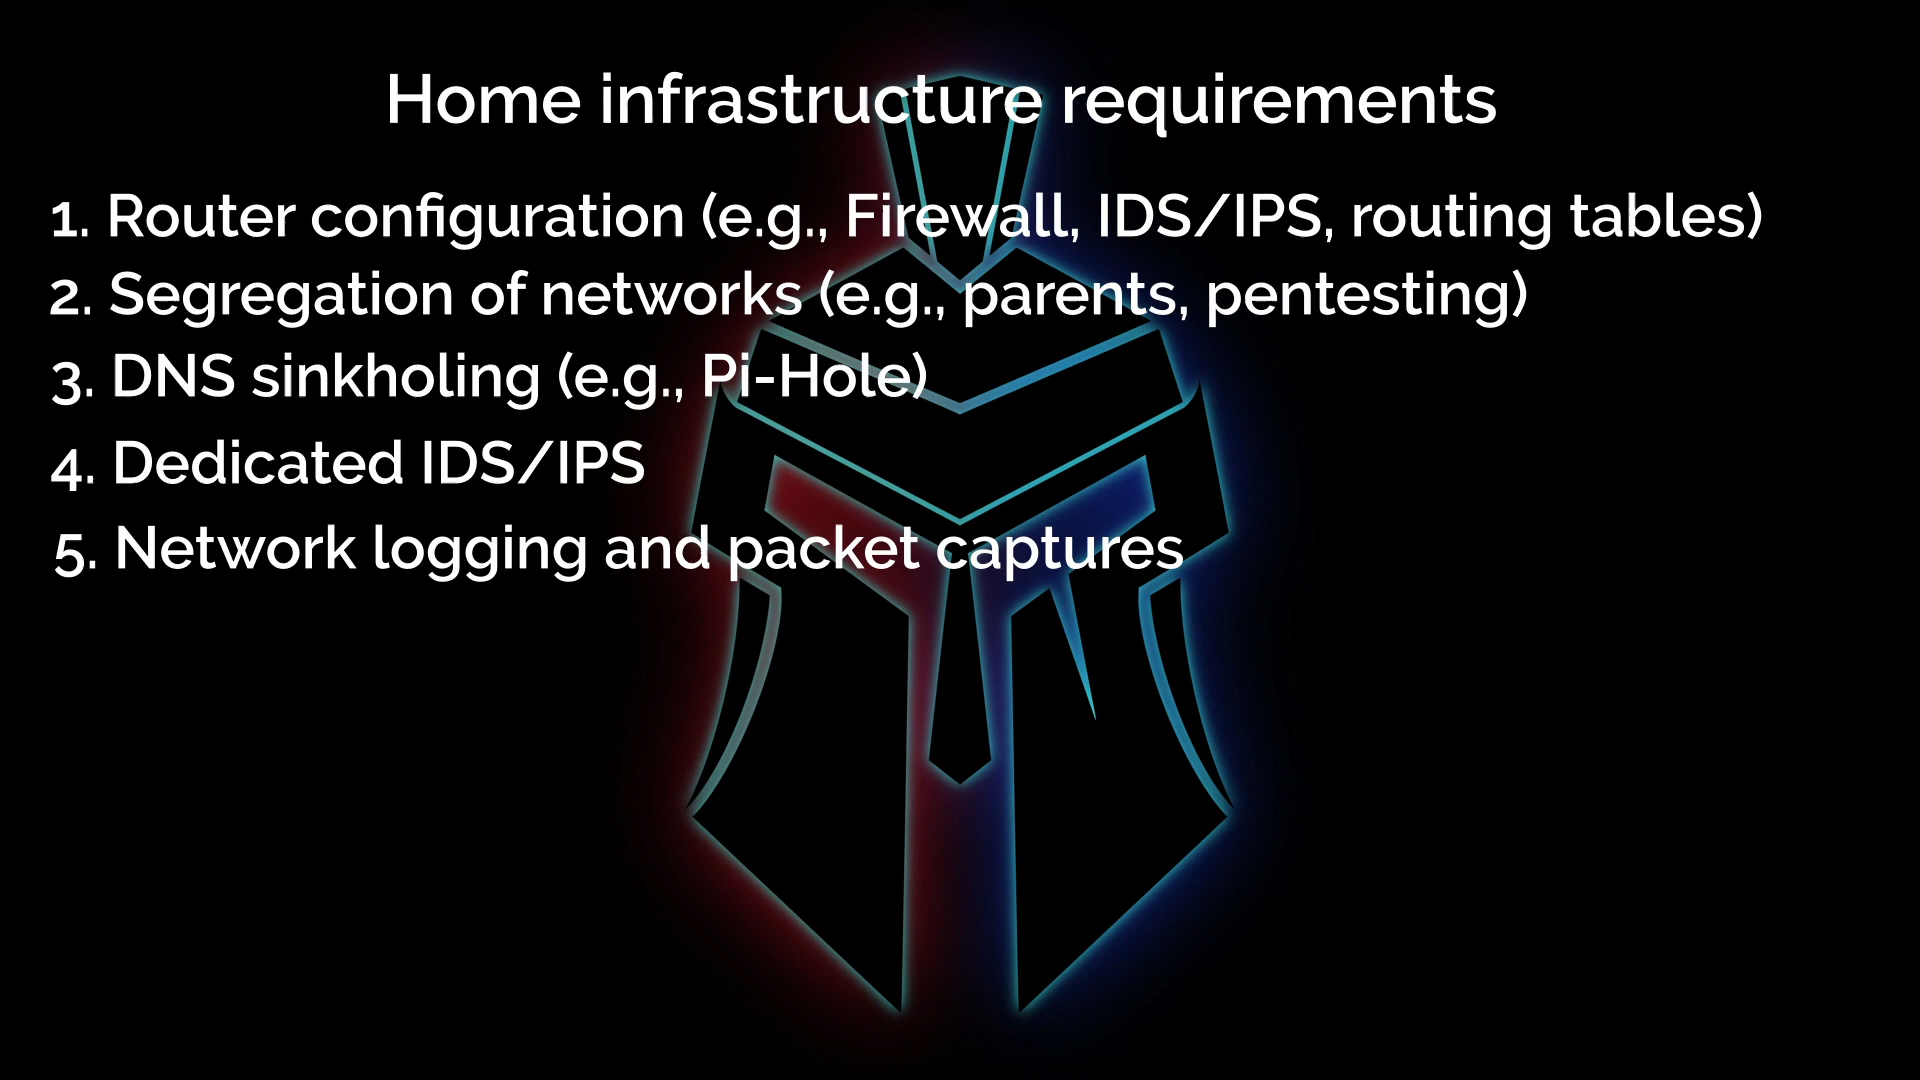 Home infrastructure requirements
1. Router configuration (e.g., Firewall, IDS/IPS, routing tables)
2. Segregation of networks (e.g., parents, pentesting)
3. DNS sinkholing (e.g., Pi-Hole)
4. Dedicated IDS/IPS
5. Network logging and packet captures